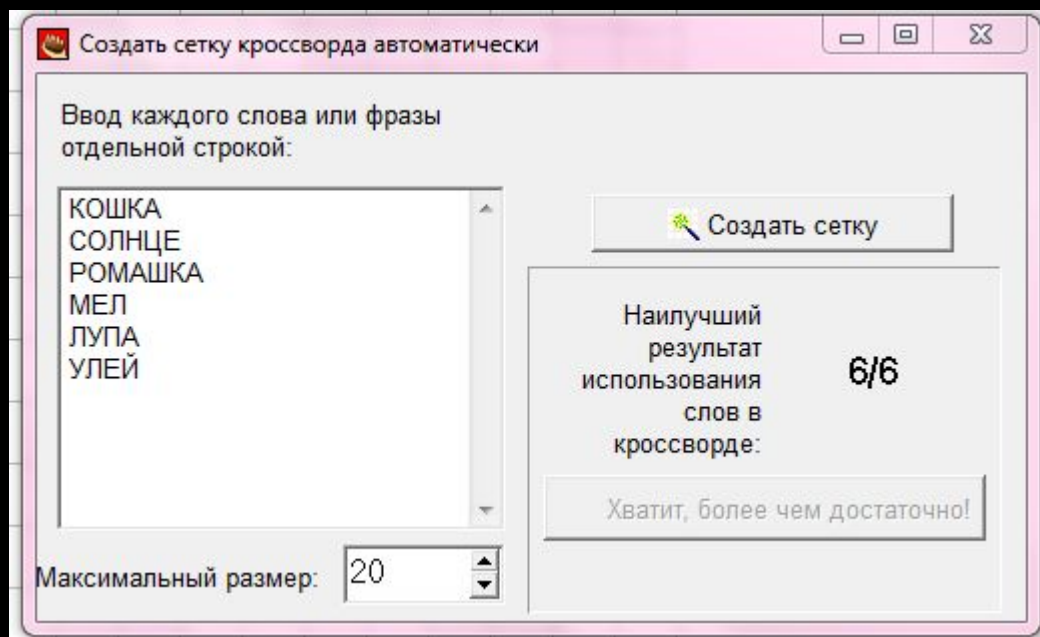 Создать сетку кроссворда автоматически
Ввод каждого слова или фразы
отдельной строкой:
КОШКА
СОЛНЦЕ
РОМАШКА
МЕЛ
ЛУПА
УЛЕЙ
Создать сетку
Наилучший
результат
использования
слов в
кроссворде:
6/6
Хватит, более чем достаточно!
Максимальный размер:
20